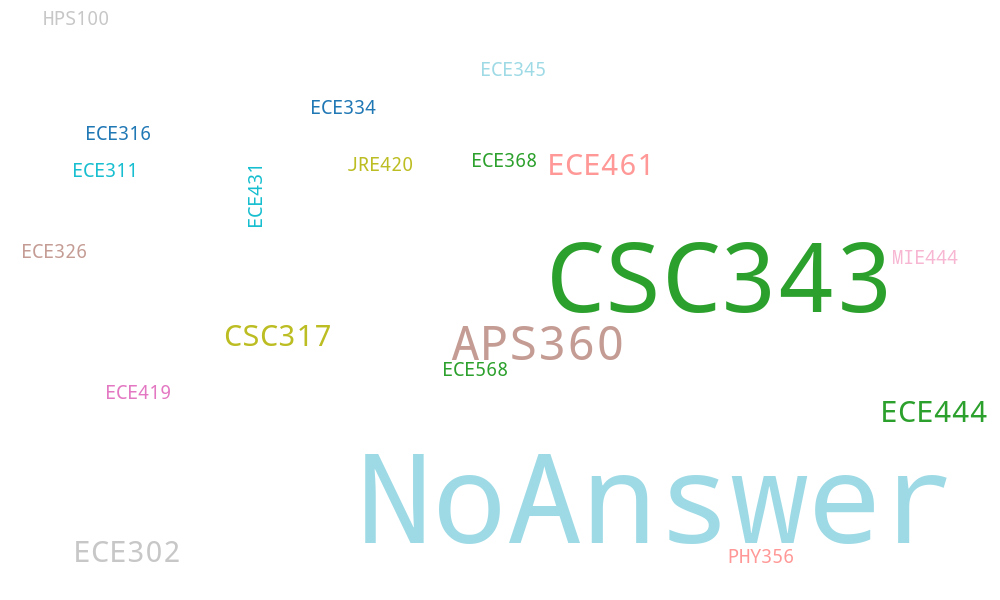 HPS100
ECE345
ECE334
ECE316
ECE311
ECE431
JRE420
ECE368
ECE461
ECE326
CSC343
MIE444
CSC317
APS360
ECE568
ECE419
ECE444
NoAnswer
ECE302
PHY356